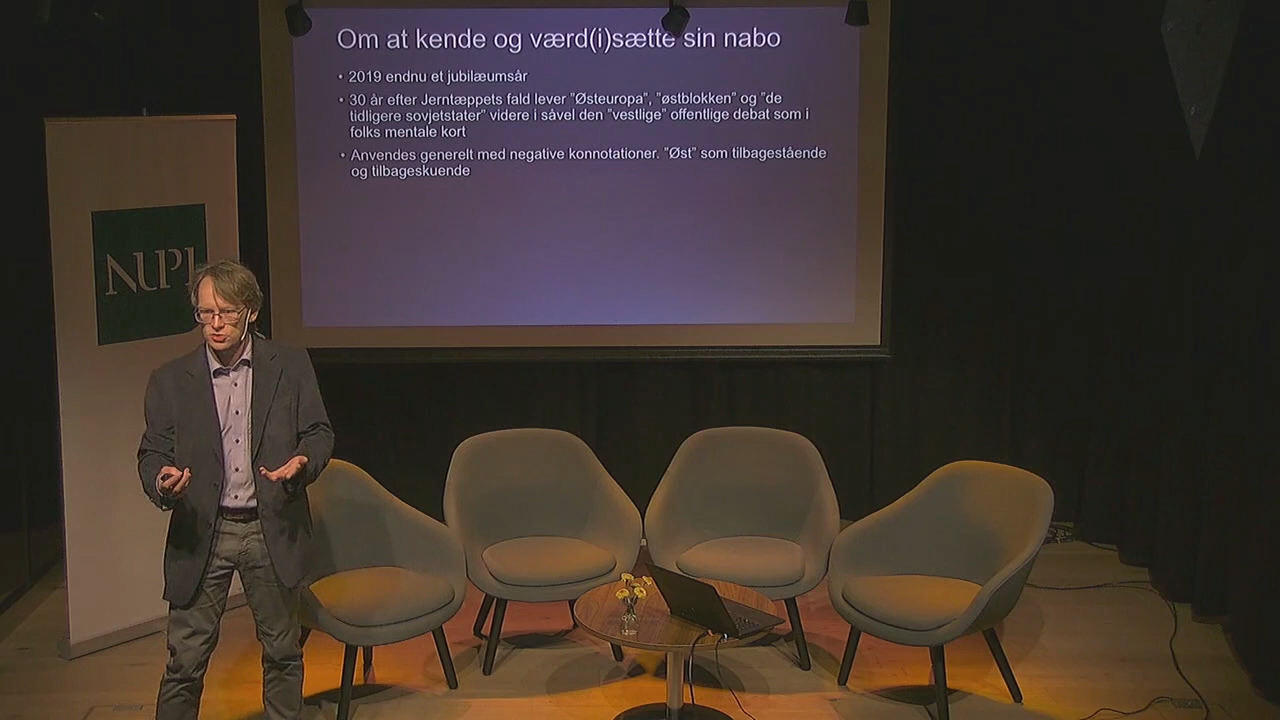 Om at kende og værd(i)sætte sin nabo
• 2019 endnu et jubilæumsår
• 30 år efter Jerntæppets fald lever ”Østeuropa”, ”østblokken” og ”de
tidligere sovjetstater” videre i såvel den ”vestlige” offentlige debat som i
folks mentale kort
• Anvendes generelt med negative konnotationer. ”Øst” som tilbagestående
og tilbageskuende
NUPI